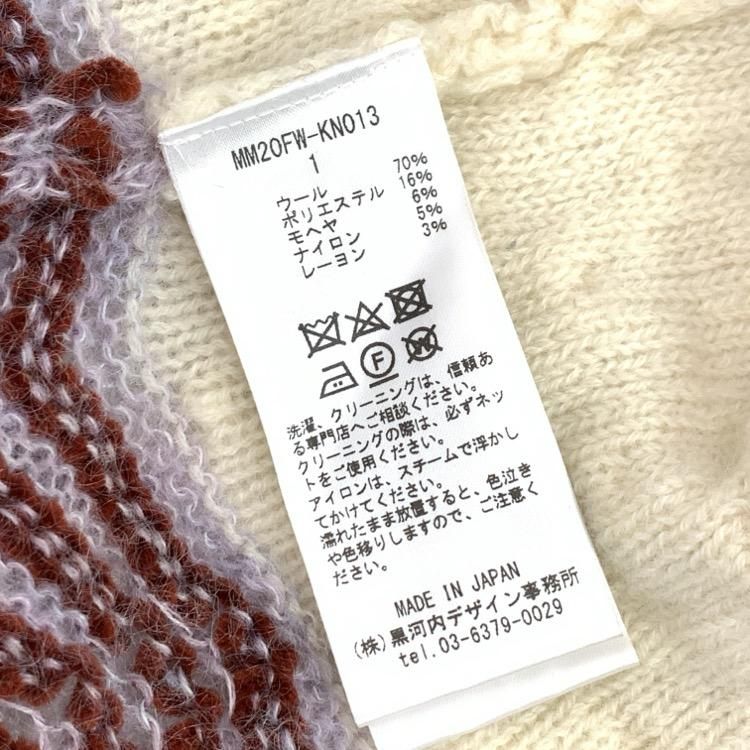 MM20FW-KN013
1
ウール 70%
ポリエステル 16%
モヘヤ 6%
ナイロン 5%
レーヨン 3%
F
W
洗濯、クリーニングは、信頼あ
る専門店へご相談ください。
クリーニングの際は、必ずネッ
トをご使用ください。
アイロンは、スチームで浮かし
てかけてください。
濡れたまま放置すると、色泣き
や色移りしますので、ご注意く
ださい。
MADE IN JAPAN
(株)黒河内デザイン事務所
tel.03-6379-0029